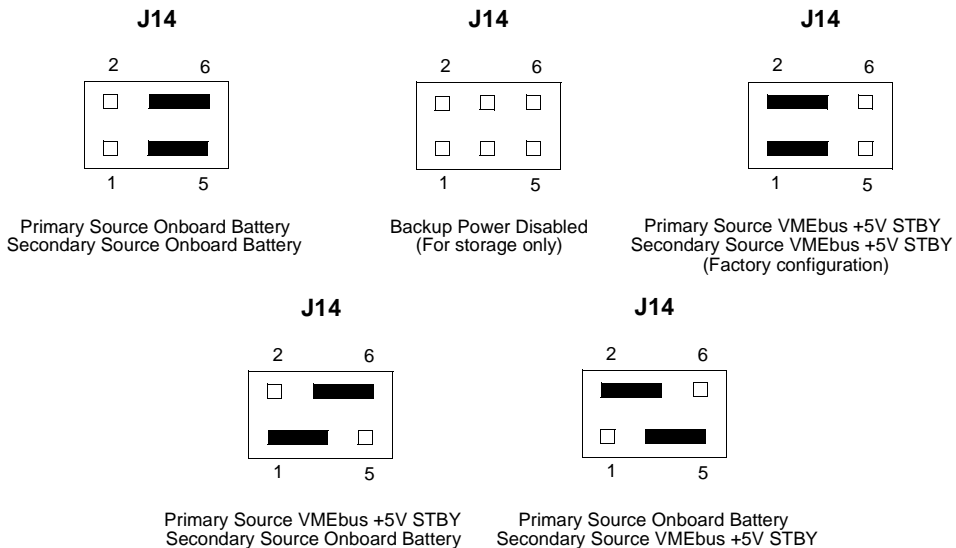 J14
2 6
1 5
Primary Source Onboard Battery
Secondary Source Onboard Battery
J14
2 6
1 5
Backup Power Disabled
(For storage only)
J14
2 6
1 5
Primary Source VMEbus +5V STBY
Secondary Source VMEbus +5V STBY
(Factory configuration)
J14
2 6
1 5
Primary Source VMEbus +5V STBY
Secondary Source Onboard Battery
J14
2 6
1 5
Primary Source Onboard Battery
Secondary Source VMEbus +5V STBY